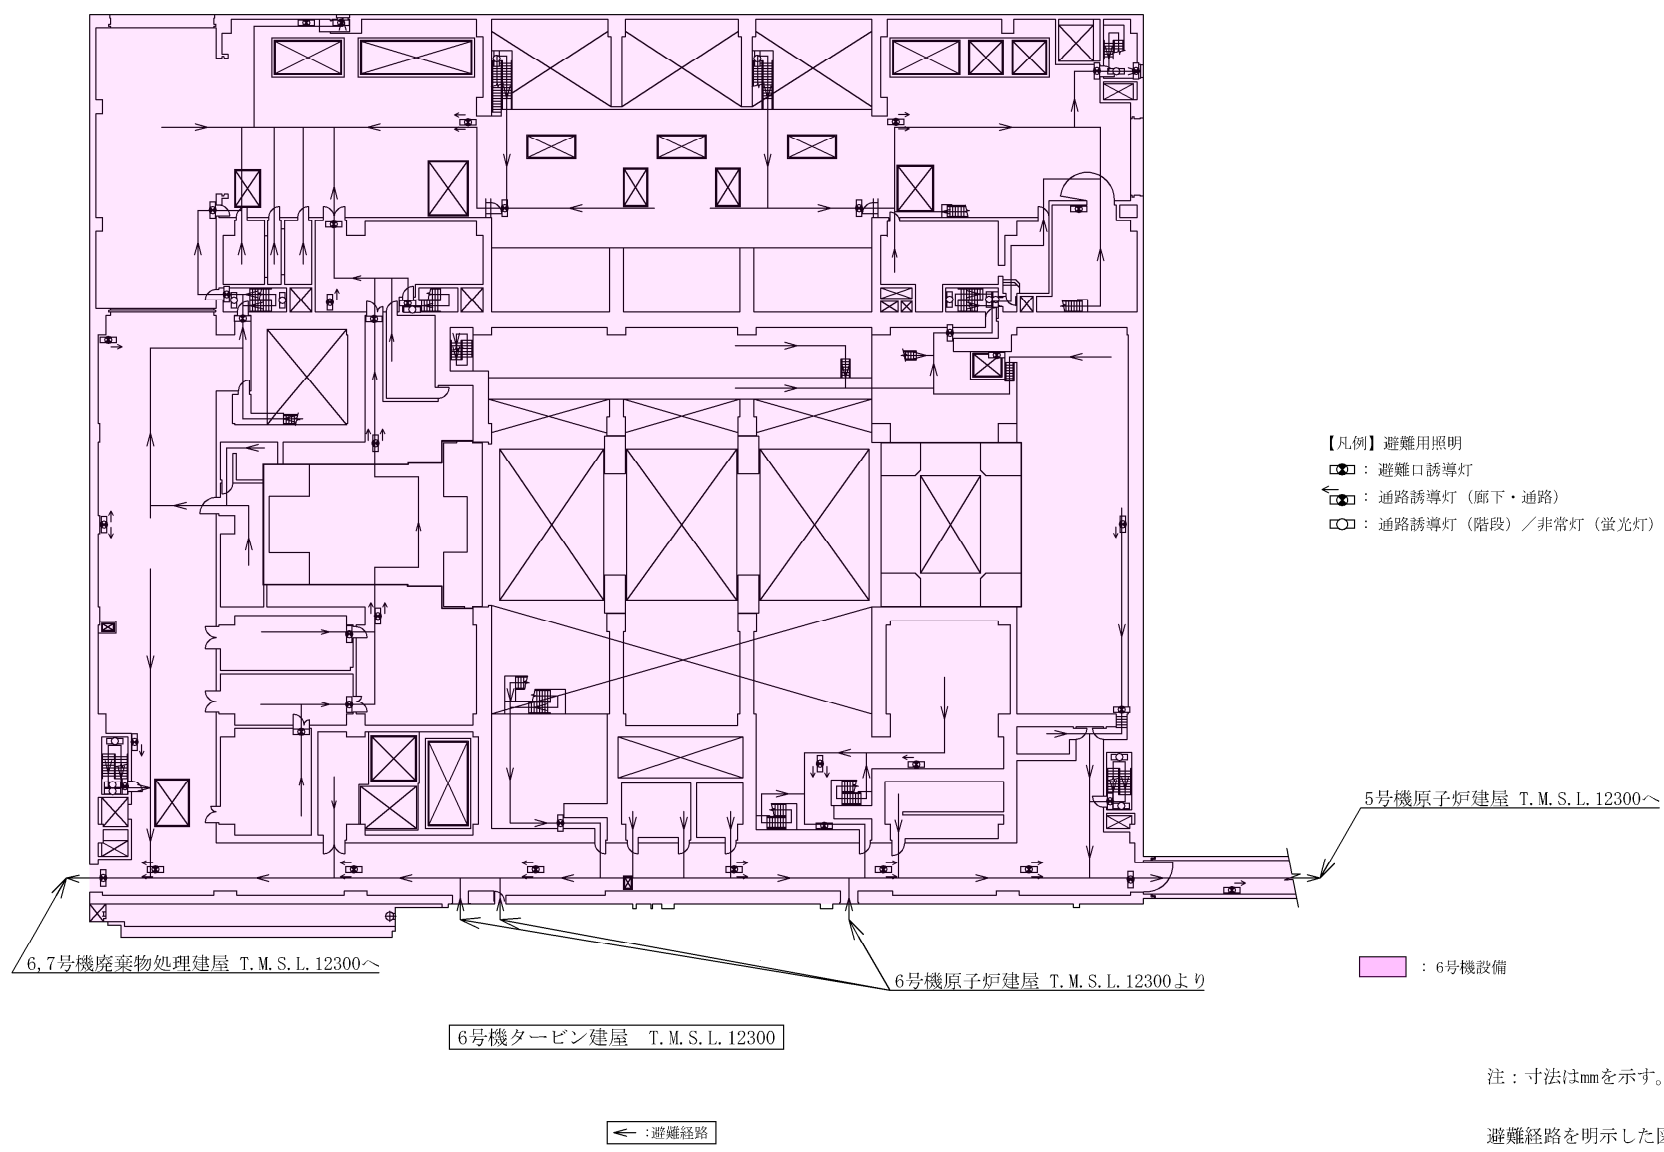 【凡例】避難用照明
： 避難口誘導灯
： 通路誘導灯（廊下・通路）
： 通路誘導灯（階段）／非常灯（蛍光灯）
5号機原子炉建屋 T.M.S.L.12300へ
6,7号機廃棄物処理建屋 T.M.S.L.12300へ
6号機原子炉建屋 T.M.S.L.12300より
： 6号機設備
6号機タービン建屋　T.M.S.L.12300
注：寸法はmmを示す。
：避難経路
避難経路を明示した